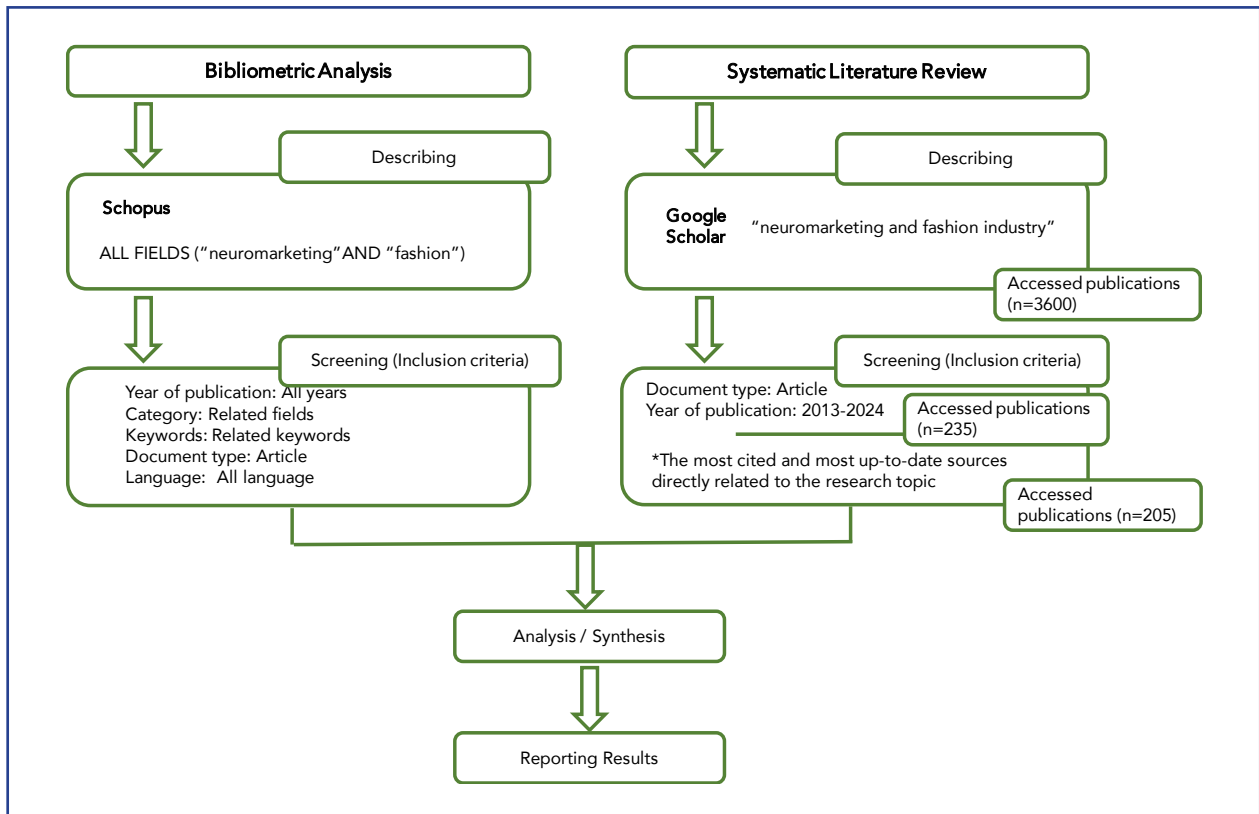 Bibliometric Analysis
Describing
Schopus
ALL FIELDS (“neuromarketing”AND “fashion”)
Screening (Inclusion criteria)
Year of publication: All years
Category: Related fields
Keywords: Related keywords
Document type: Article
Language: All language
Systematic Literature Review
Describing
Google
Scholar
“neuromarketing and fashion industry”
Accessed publications
(n=3600)
Screening (Inclusion criteria)
Document type: Article
Year of publication: 2013-2024
Accessed publications
(n=235)
*The most cited and most up-to-date sources
directly related to the research topic
Accessed
publications (n=205)
Analysis / Synthesis
Reporting Results